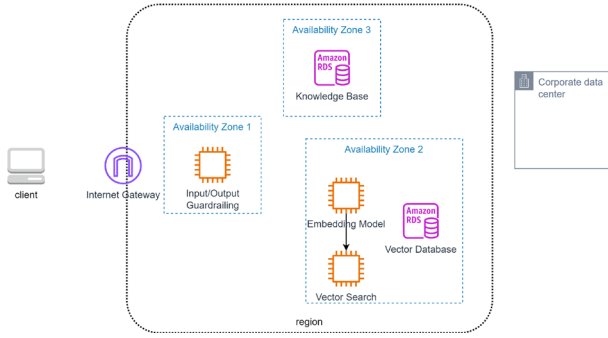 Availability Zone 3
Amazon
RDS
Knowledge Base
Corporate data
center
Availability Zone 1
Input/Output
Guardrailing
client
Internet Gateway
Availability Zone 2
Embedding Model
Amazon
RDS
Vector Database
Vector Search
region